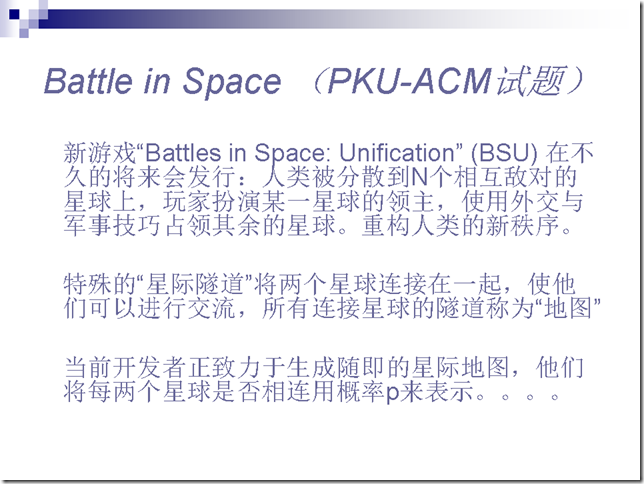 Battle in Space （PKU-ACM试题）
新游戏“Battles in Space: Unification” (BSU) 在不
久的将来会发行：人类被分散到N个相互敌对的
星球上，玩家扮演某一星球的领主，使用外交与
军事技巧占领其余的星球。重构人类的新秩序。
特殊的“星际隧道”将两个星球连接在一起，使他
们可以进行交流，所有连接星球的隧道称为“地图”
当前开发者正致力于生成随即的星际地图，他们
将每两个星球是否相连用概率p来表示。。。。